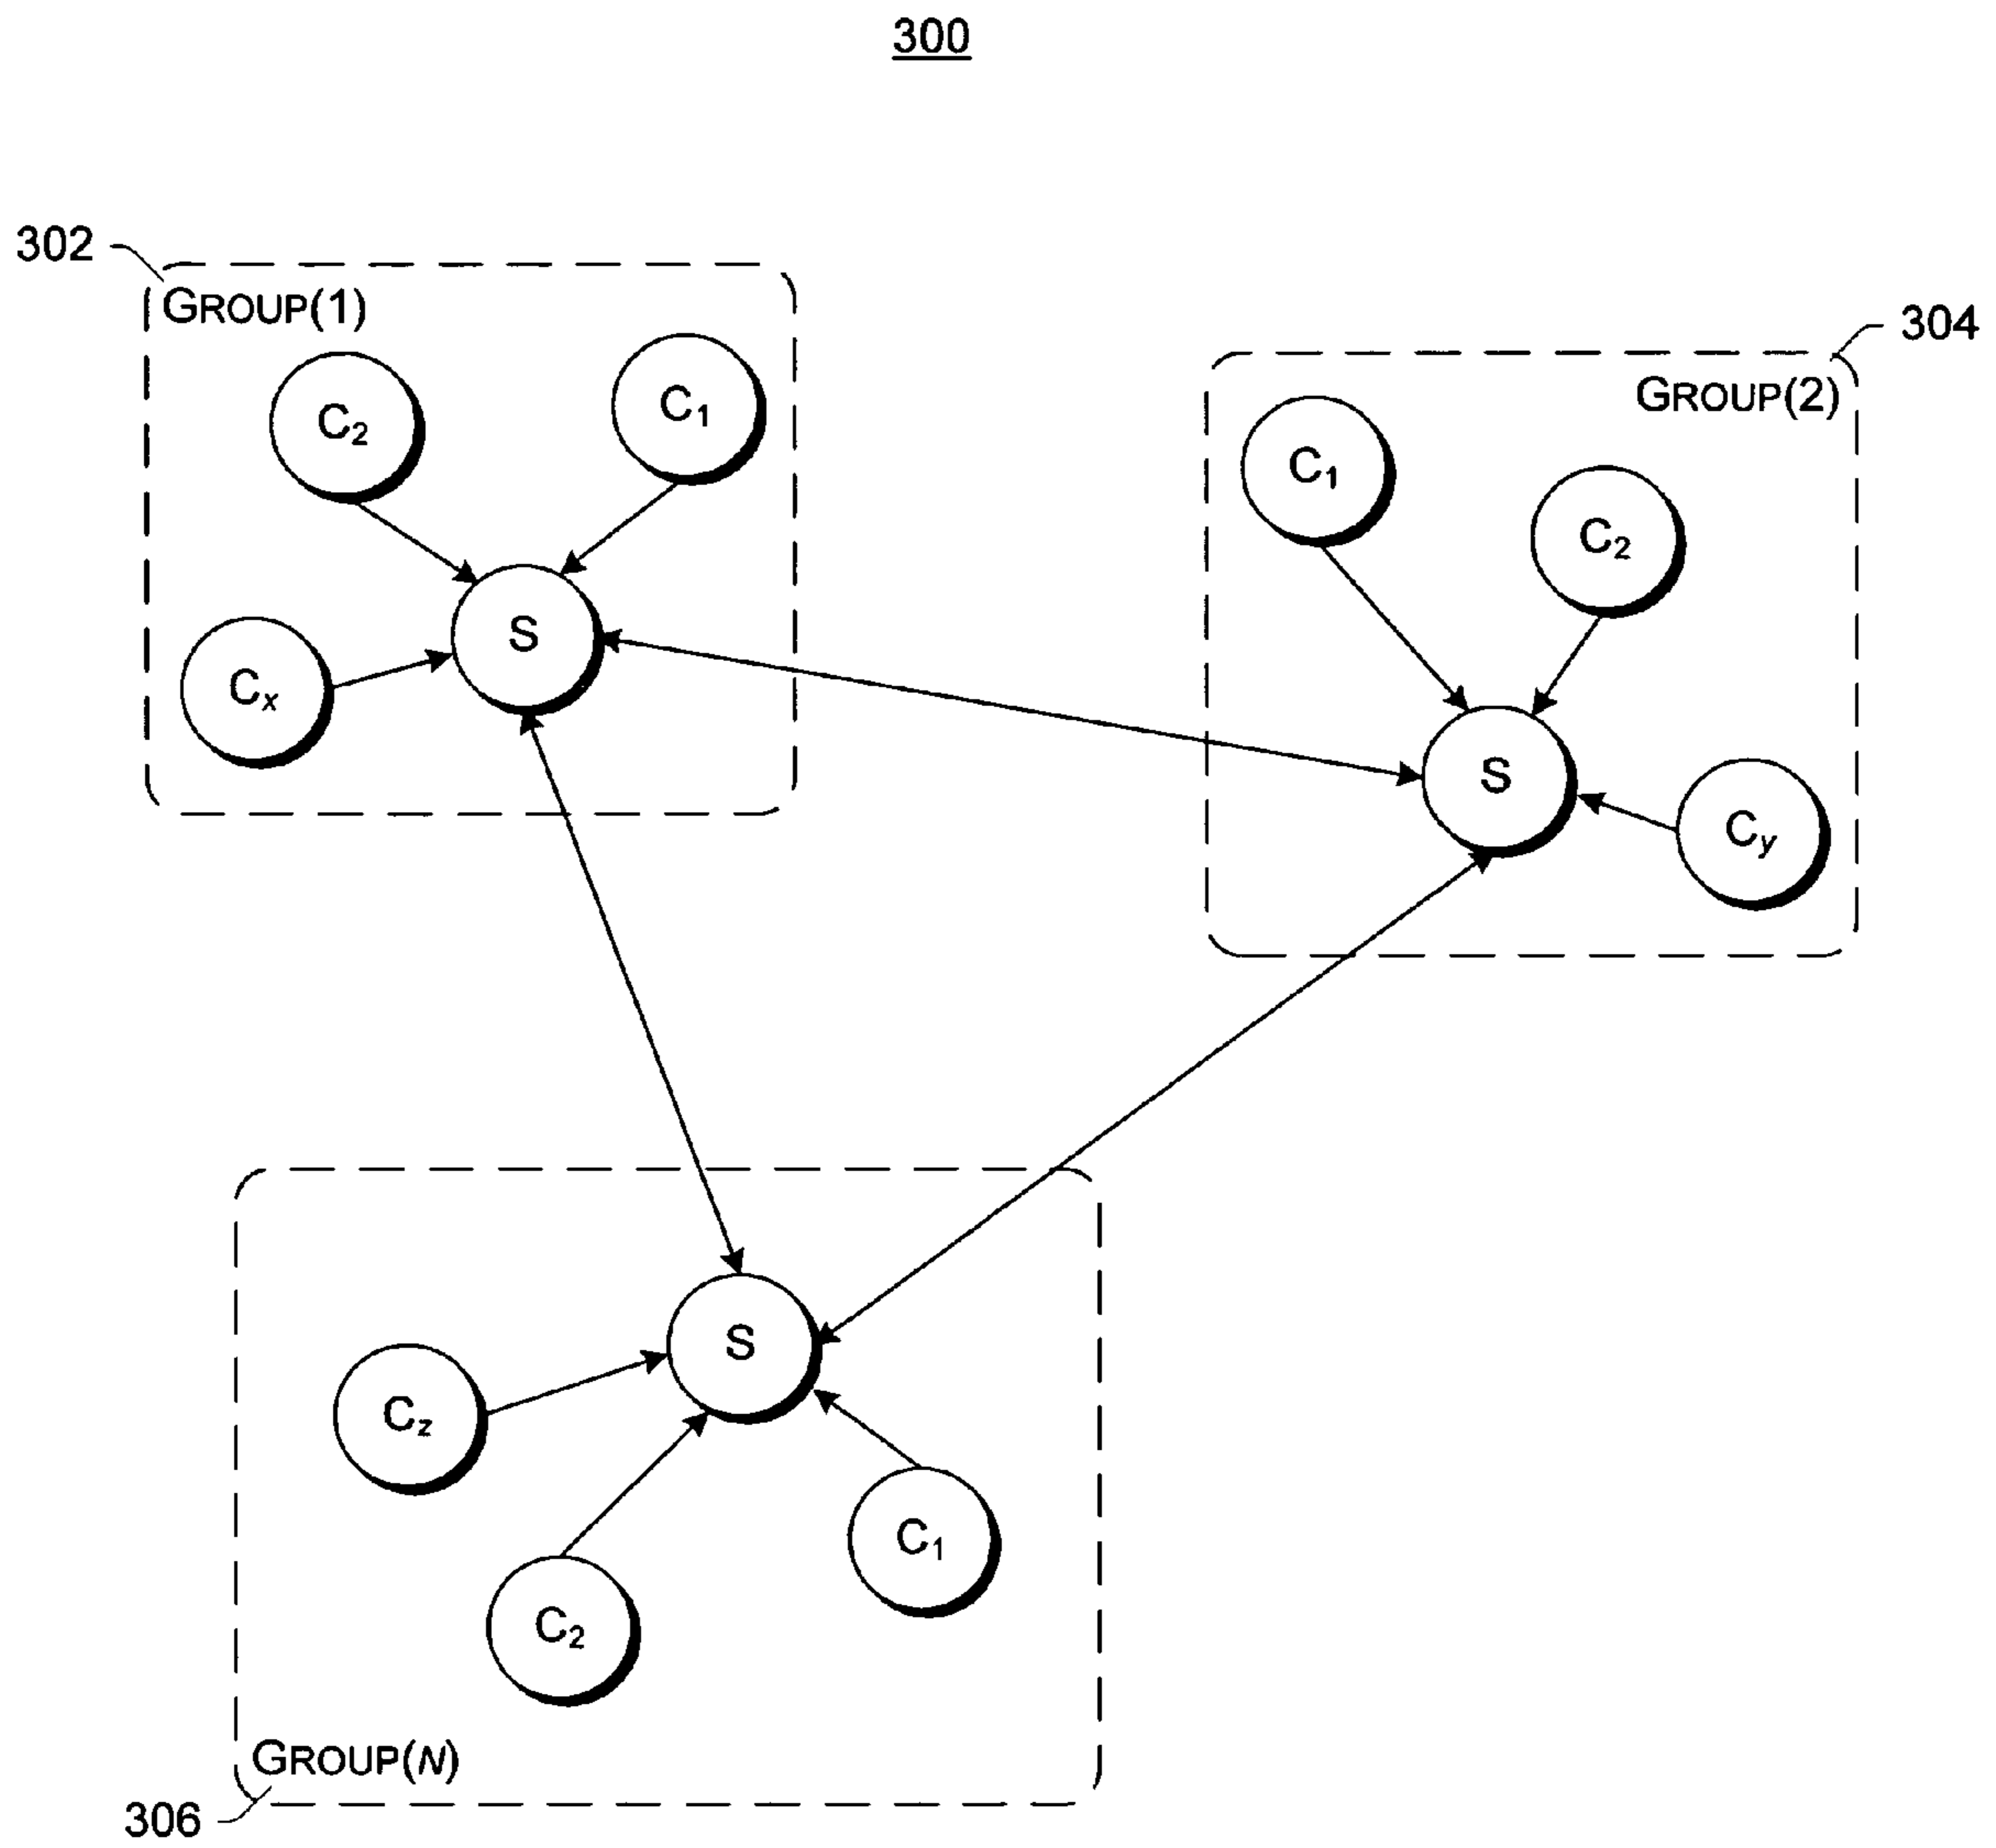 300
302
GROUP(1)
304
GROUP(2)
C2
C1
C1
C2
S
Cx
S
Cy
S
Cz
C1
C2
GROUP(N)
306